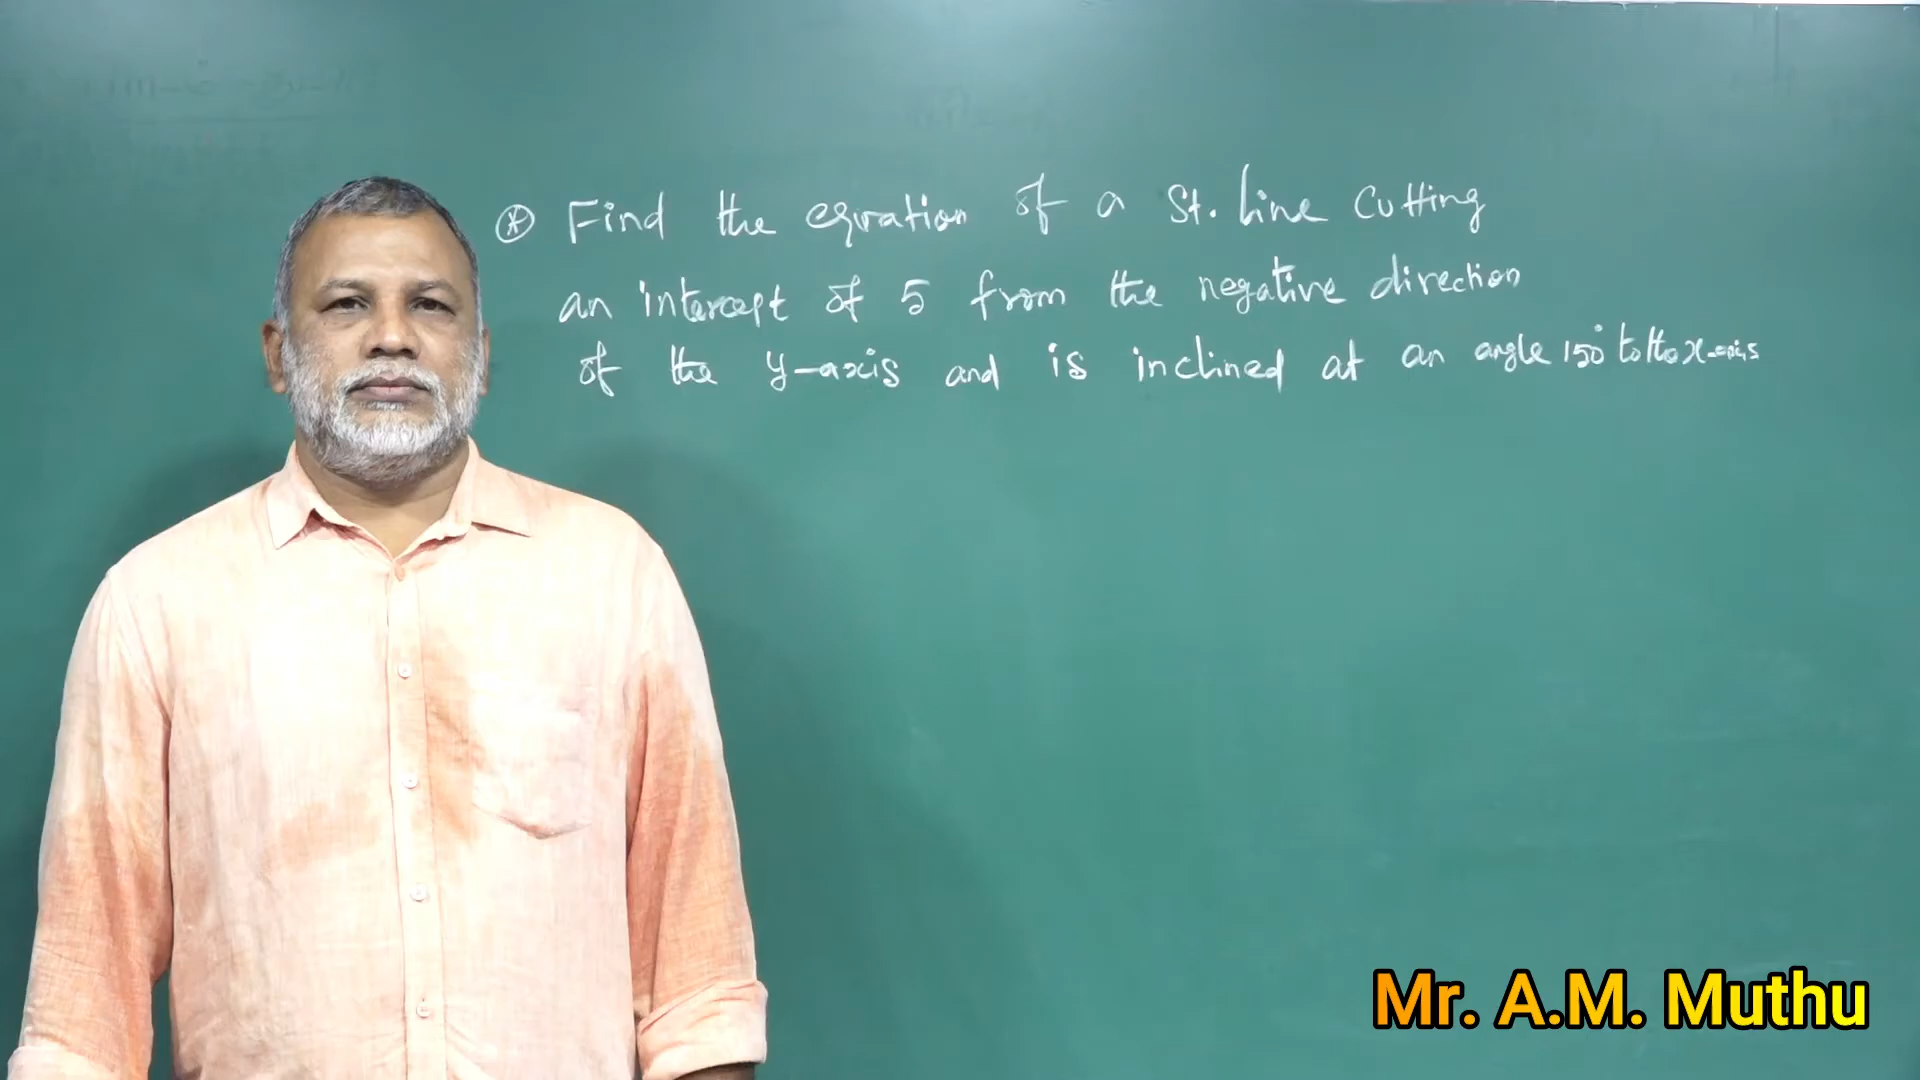 ⊛ Find the equation of a St. line Cutting
an intercept of 5 from the negative direction
of the y-axis and is inclined at an angle 150° to the x-axis
Mr. A.M. Muthu